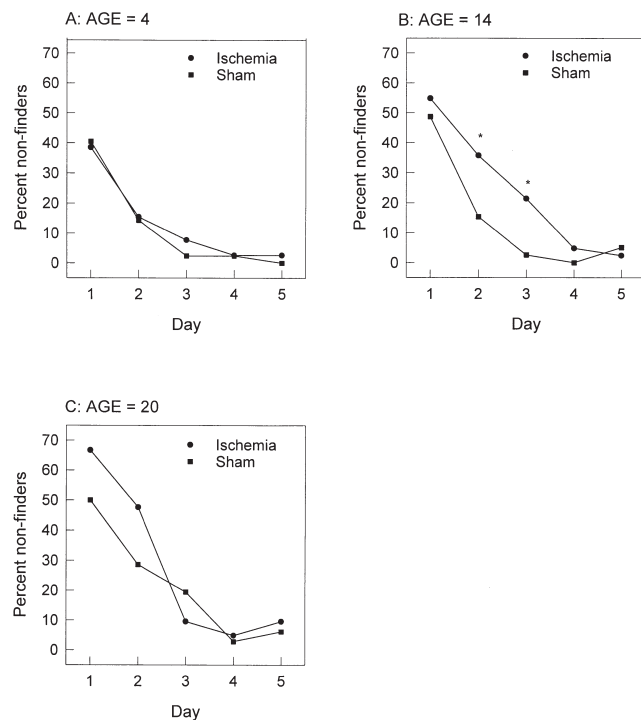 A: AGE = 4
Percent non-finders
70
60
50
40
30
20
10
0
Ischemia
Sham
1 2 3 4 5
Day
B: AGE = 14
Percent non-finders
70
60
50
40
30
20
10
0
Ischemia
Sham
*
*
1 2 3 4 5
Day
C: AGE = 20
Percent non-finders
70
60
50
40
30
20
10
0
Ischemia
Sham
1 2 3 4 5
Day